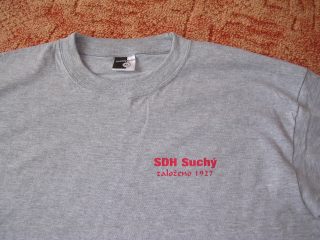 SDH Suchý
založeno 1927